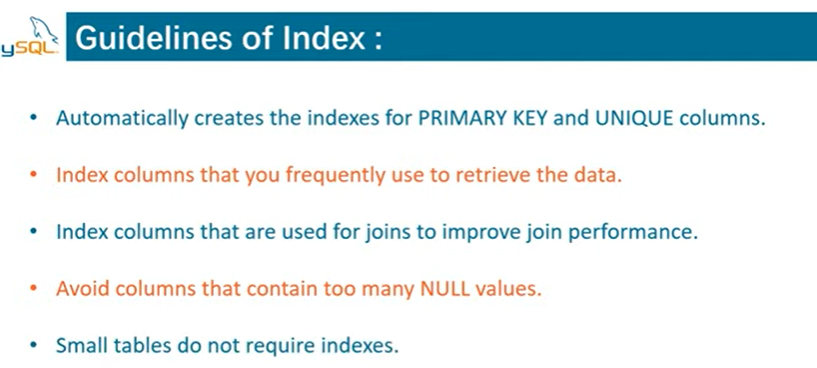 ySQL
Guidelines of Index :
• Automatically creates the indexes for PRIMARY KEY and UNIQUE columns.
• Index columns that you frequently use to retrieve the data.
• Index columns that are used for joins to improve join performance.
• Avoid columns that contain too many NULL values.
• Small tables do not require indexes.